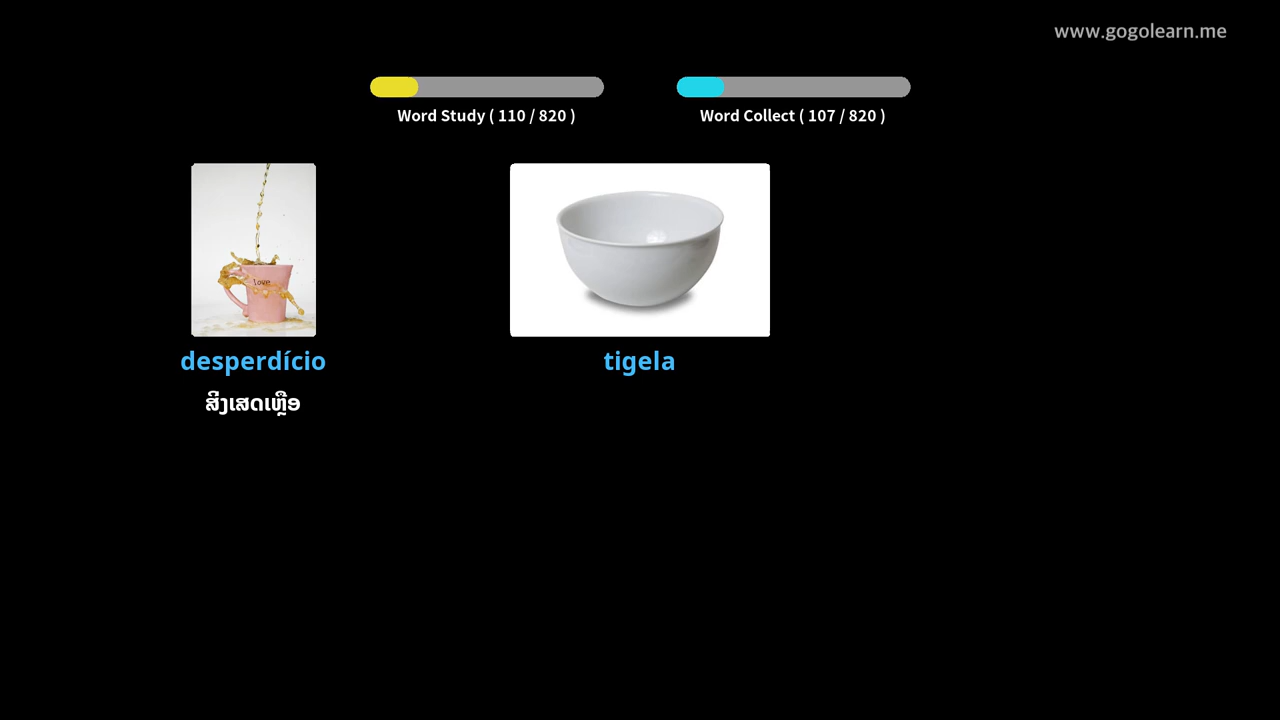 www.gogolearn.me
Word Study ( 110 / 820 )
Word Collect ( 107 / 820 )
love
desperdício
tigela
ສິ່ງເສດເຫຼືອ